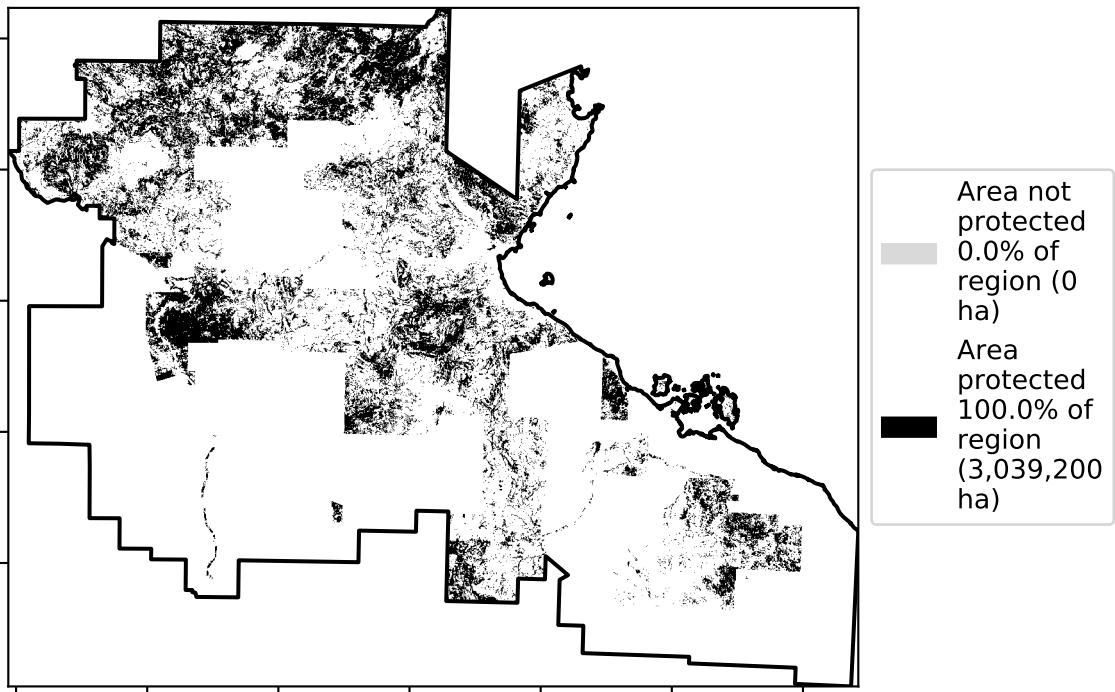 Area not
protected
0.0% of
region (0
ha)
Area
protected
100.0% of
region
(3,039,200
ha)